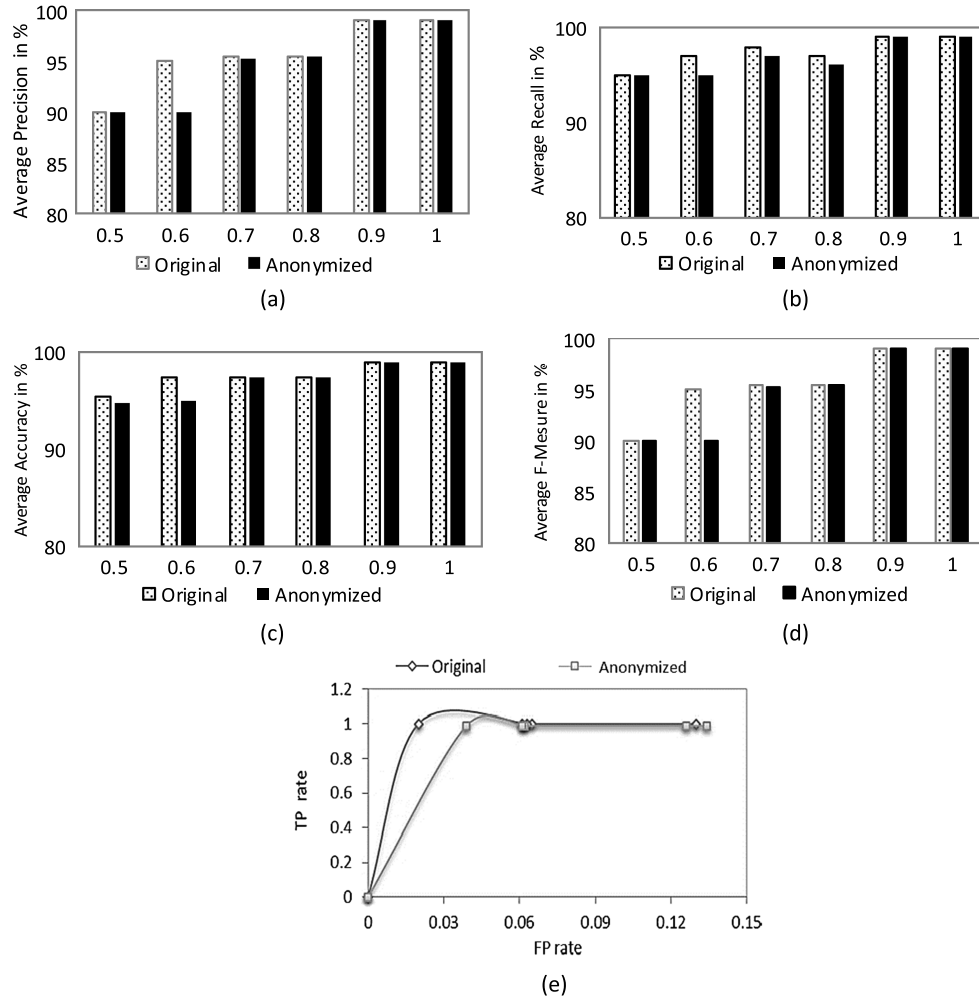 Average Precision in %
100
95
90
85
80
0.5 0.6 0.7 0.8 0.9 1
Original Anonymized
(a)
Average Recall in %
100
90
80
0.5 0.6 0.7 0.8 0.9 1
Original Anonymized
(b)
Average Accuracy in %
100
90
80
0.5 0.6 0.7 0.8 0.9 1
Original Anonymized
(c)
Average F-Mesure in %
100
95
90
85
80
0.5 0.6 0.7 0.8 0.9 1
Original Anonymized
(d)
Original Anonymized
TP rate
1.2
1
0.8
0.6
0.4
0.2
0
0 0.03 0.06 0.09 0.12 0.15
FP rate
(e)